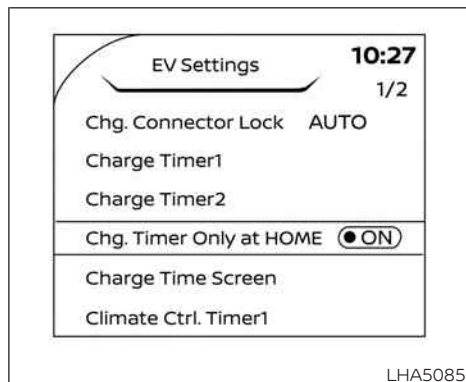 EV Settings
10:27
1/2
Chg. Connector Lock AUTO
Charge Timer1
Charge Timer2
Chg. Timer Only at HOME ON
Charge Time Screen
Climate Ctrl. Timer1
LHA5085